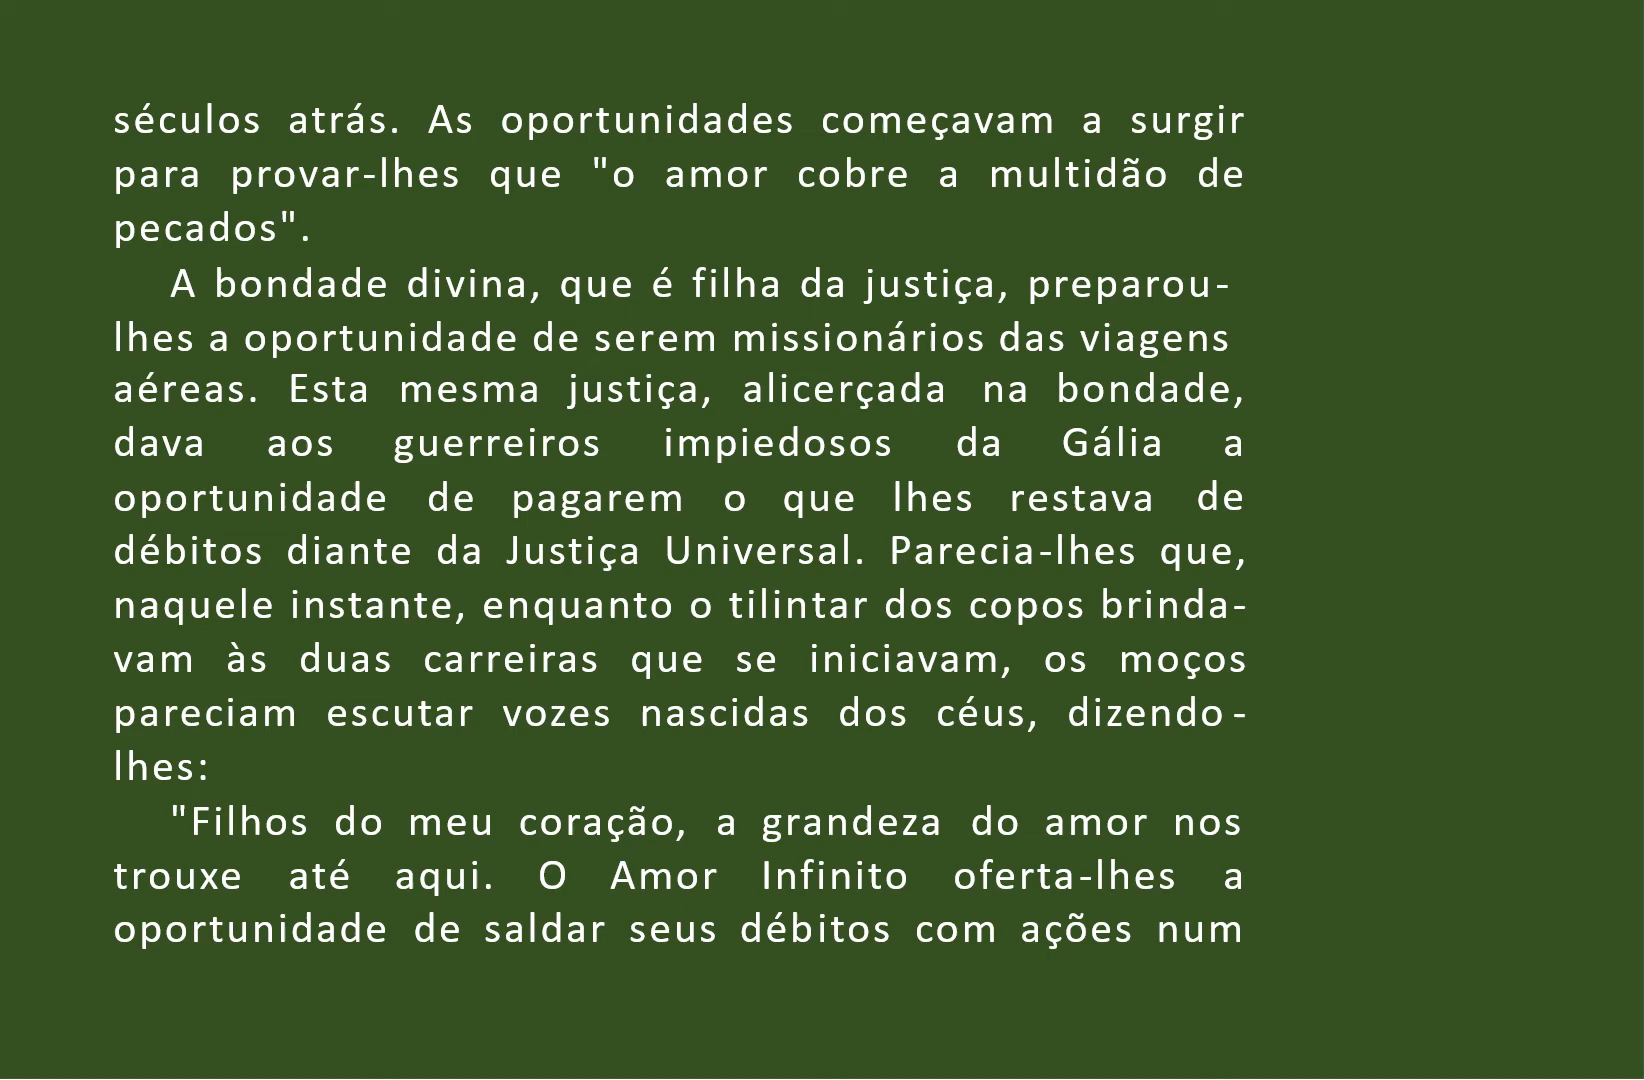 séculos atrás. As oportunidades começavam a surgir
para provar-lhes que "o amor cobre a multidão de
pecados".
A bondade divina, que é filha da justiça, preparou-
lhes a oportunidade de serem missionários das viagens
aéreas. Esta mesma justiça, alicerçada na bondade,
dava aos guerreiros impiedosos da Gália a
oportunidade de pagarem o que lhes restava de
débitos diante da Justiça Universal. Parecia-lhes que,
naquele instante, enquanto o tilintar dos copos brinda-
vam às duas carreiras que se iniciavam, os moços
pareciam escutar vozes nascidas dos céus, dizendo-
lhes:
"Filhos do meu coração, a grandeza do amor nos
trouxe até aqui. O Amor Infinito oferta-lhes a
oportunidade de saldar seus débitos com ações num